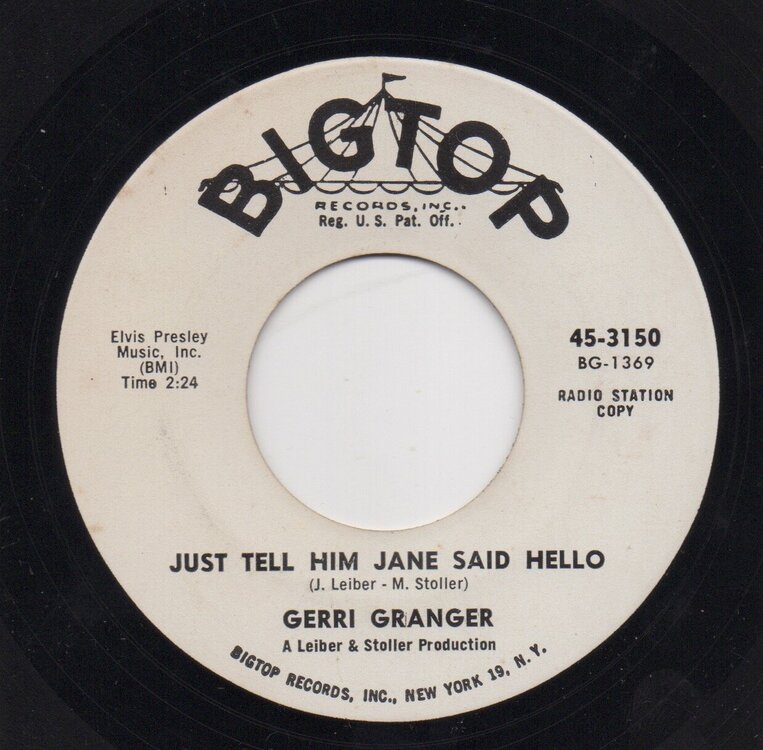 BIGTOP
RECORDS, INC.
Reg. U. S. Pat. Off.
Elvis Presley
Music, Inc.
(BMI)
Time 2:24
45-3150
BG-1369
RADIO STATION
COPY
JUST TELL HIM JANE SAID HELLO
(J. Leiber - M. Stoller)
GERRI GRANGER
A Leiber & Stoller Production
BIGTOP RECORDS, INC., NEW YORK 19, N.Y.